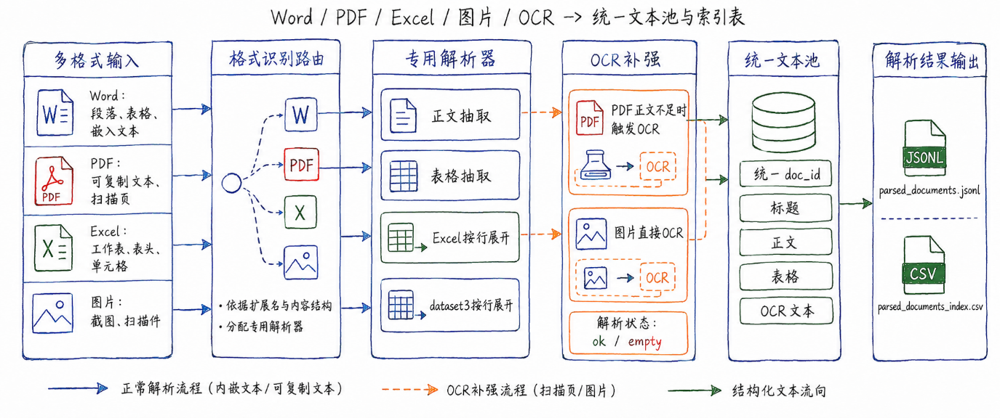 Word / PDF / Excel / 图片 / OCR -> 统一文本池与索引表
多格式输入
W
Word：
段落、表格、
嵌入文本
PDF
PDF：
可复制文本、
扫描页
X
Excel：
工作表、表头、
单元格
图片：
截图、扫描件
格式识别路由
W
PDF
X
• 依据扩展名与内容结构
• 分配专用解析器
专用解析器
正文抽取
表格抽取
Excel按行展开
dataset3按行展开
OCR补强
PDF
PDF正文不足时
触发OCR
OCR
图片直接OCR
OCR
解析状态：
ok / empty
统一文本池
统一 doc_id
标题
正文
表格
OCR文本
解析结果输出
JSONL
parsed_documents.jsonl
CSV
parsed_documents_index.csv
正常解析流程（内嵌文本/可复制文本）
OCR补强流程（扫描页/图片）
结构化文本流向